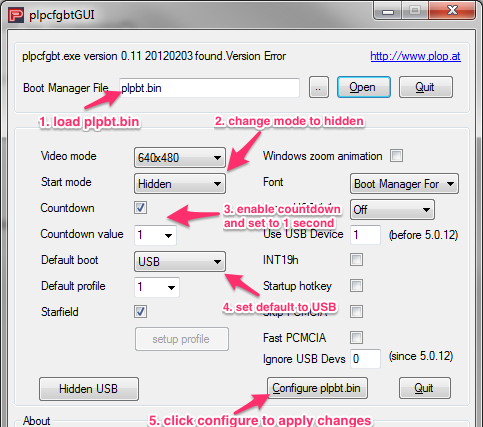 plpcfgbtGUI
plpcfgbt.exe version 0.11 20120203 found.Version Error
http://www.plop.at
Boot Manager File
plpbt.bin
..
Open
Quit
1. load plpbt.bin
2. change mode to hidden
Video mode
640x480
Windows zoom animation
Start mode
Hidden
Font
Boot Manager For
Countdown
3. enable countdown
and set to 1 second
Off
Countdown value
1
Use USB Device
1
(before 5.0.12)
Default boot
USB
INT19h
Default profile
1
Startup hotkey
4. set default to USB
Starfield
Skip PCMCIA
setup profile
Fast PCMCIA
Ignore USB Devs
0
(since 5.0.12)
Hidden USB
Configure plpbt.bin
Quit
About
5. click configure to apply changes